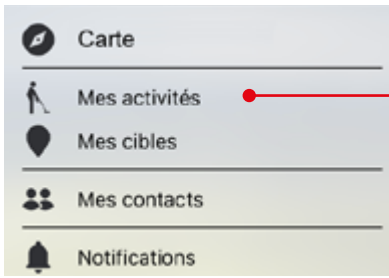 Carte
Mes activités
Mes cibles
Mes contacts
Notifications